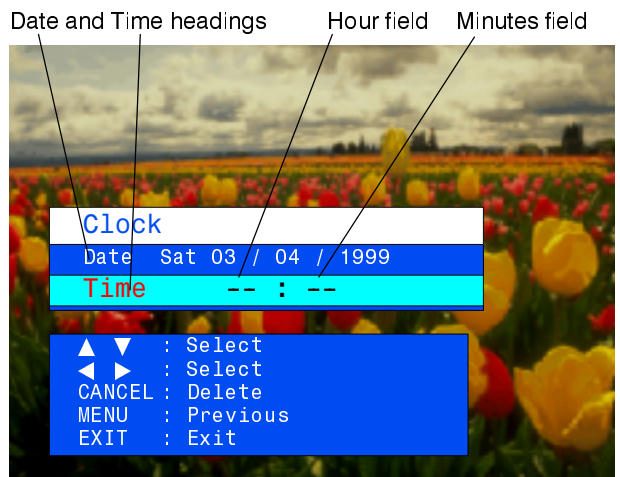 Date and Time headings Hour field Minutes field
Clock
Date Sat 03 / 04 / 1999
Time -- : --
▲ ▼ : Select
◀ ▶ : Select
CANCEL : Delete
MENU : Previous
EXIT : Exit